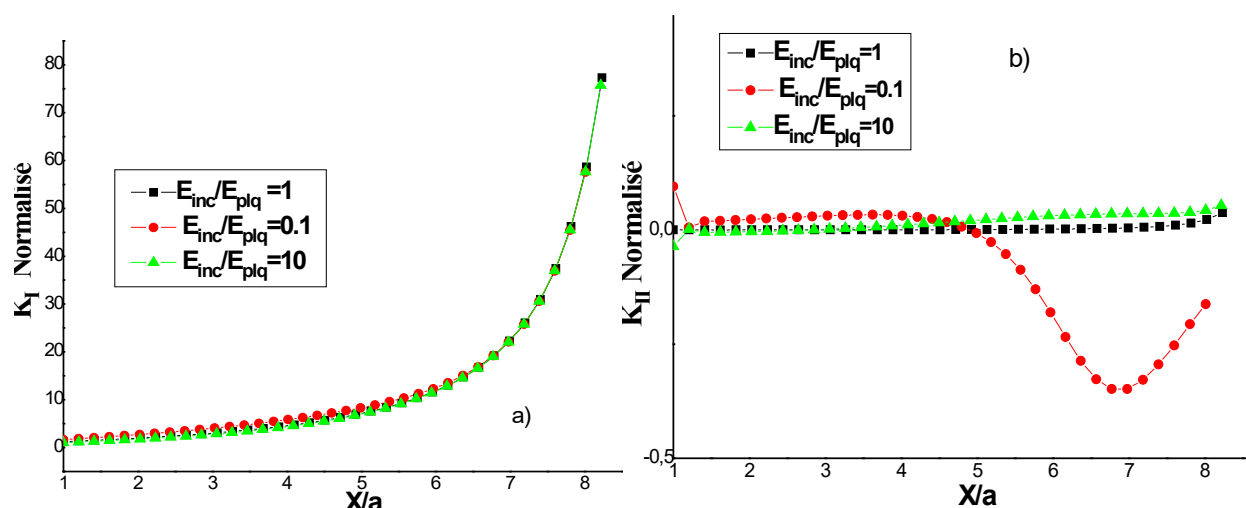 80
70
60
50
40
30
20
10
0
K_I Normalisé
E_inc/E_plq =1
E_inc/E_plq=0.1
E_inc/E_plq=10
a)
1 2 3 4 5 6 7 8
X/a
0,0
-0,5
K_II Normalisé
E_inc/E_plq=1
E_inc/E_plq=0.1
E_inc/E_plq=10
b)
1 2 3 4 5 6 7 8
X/a